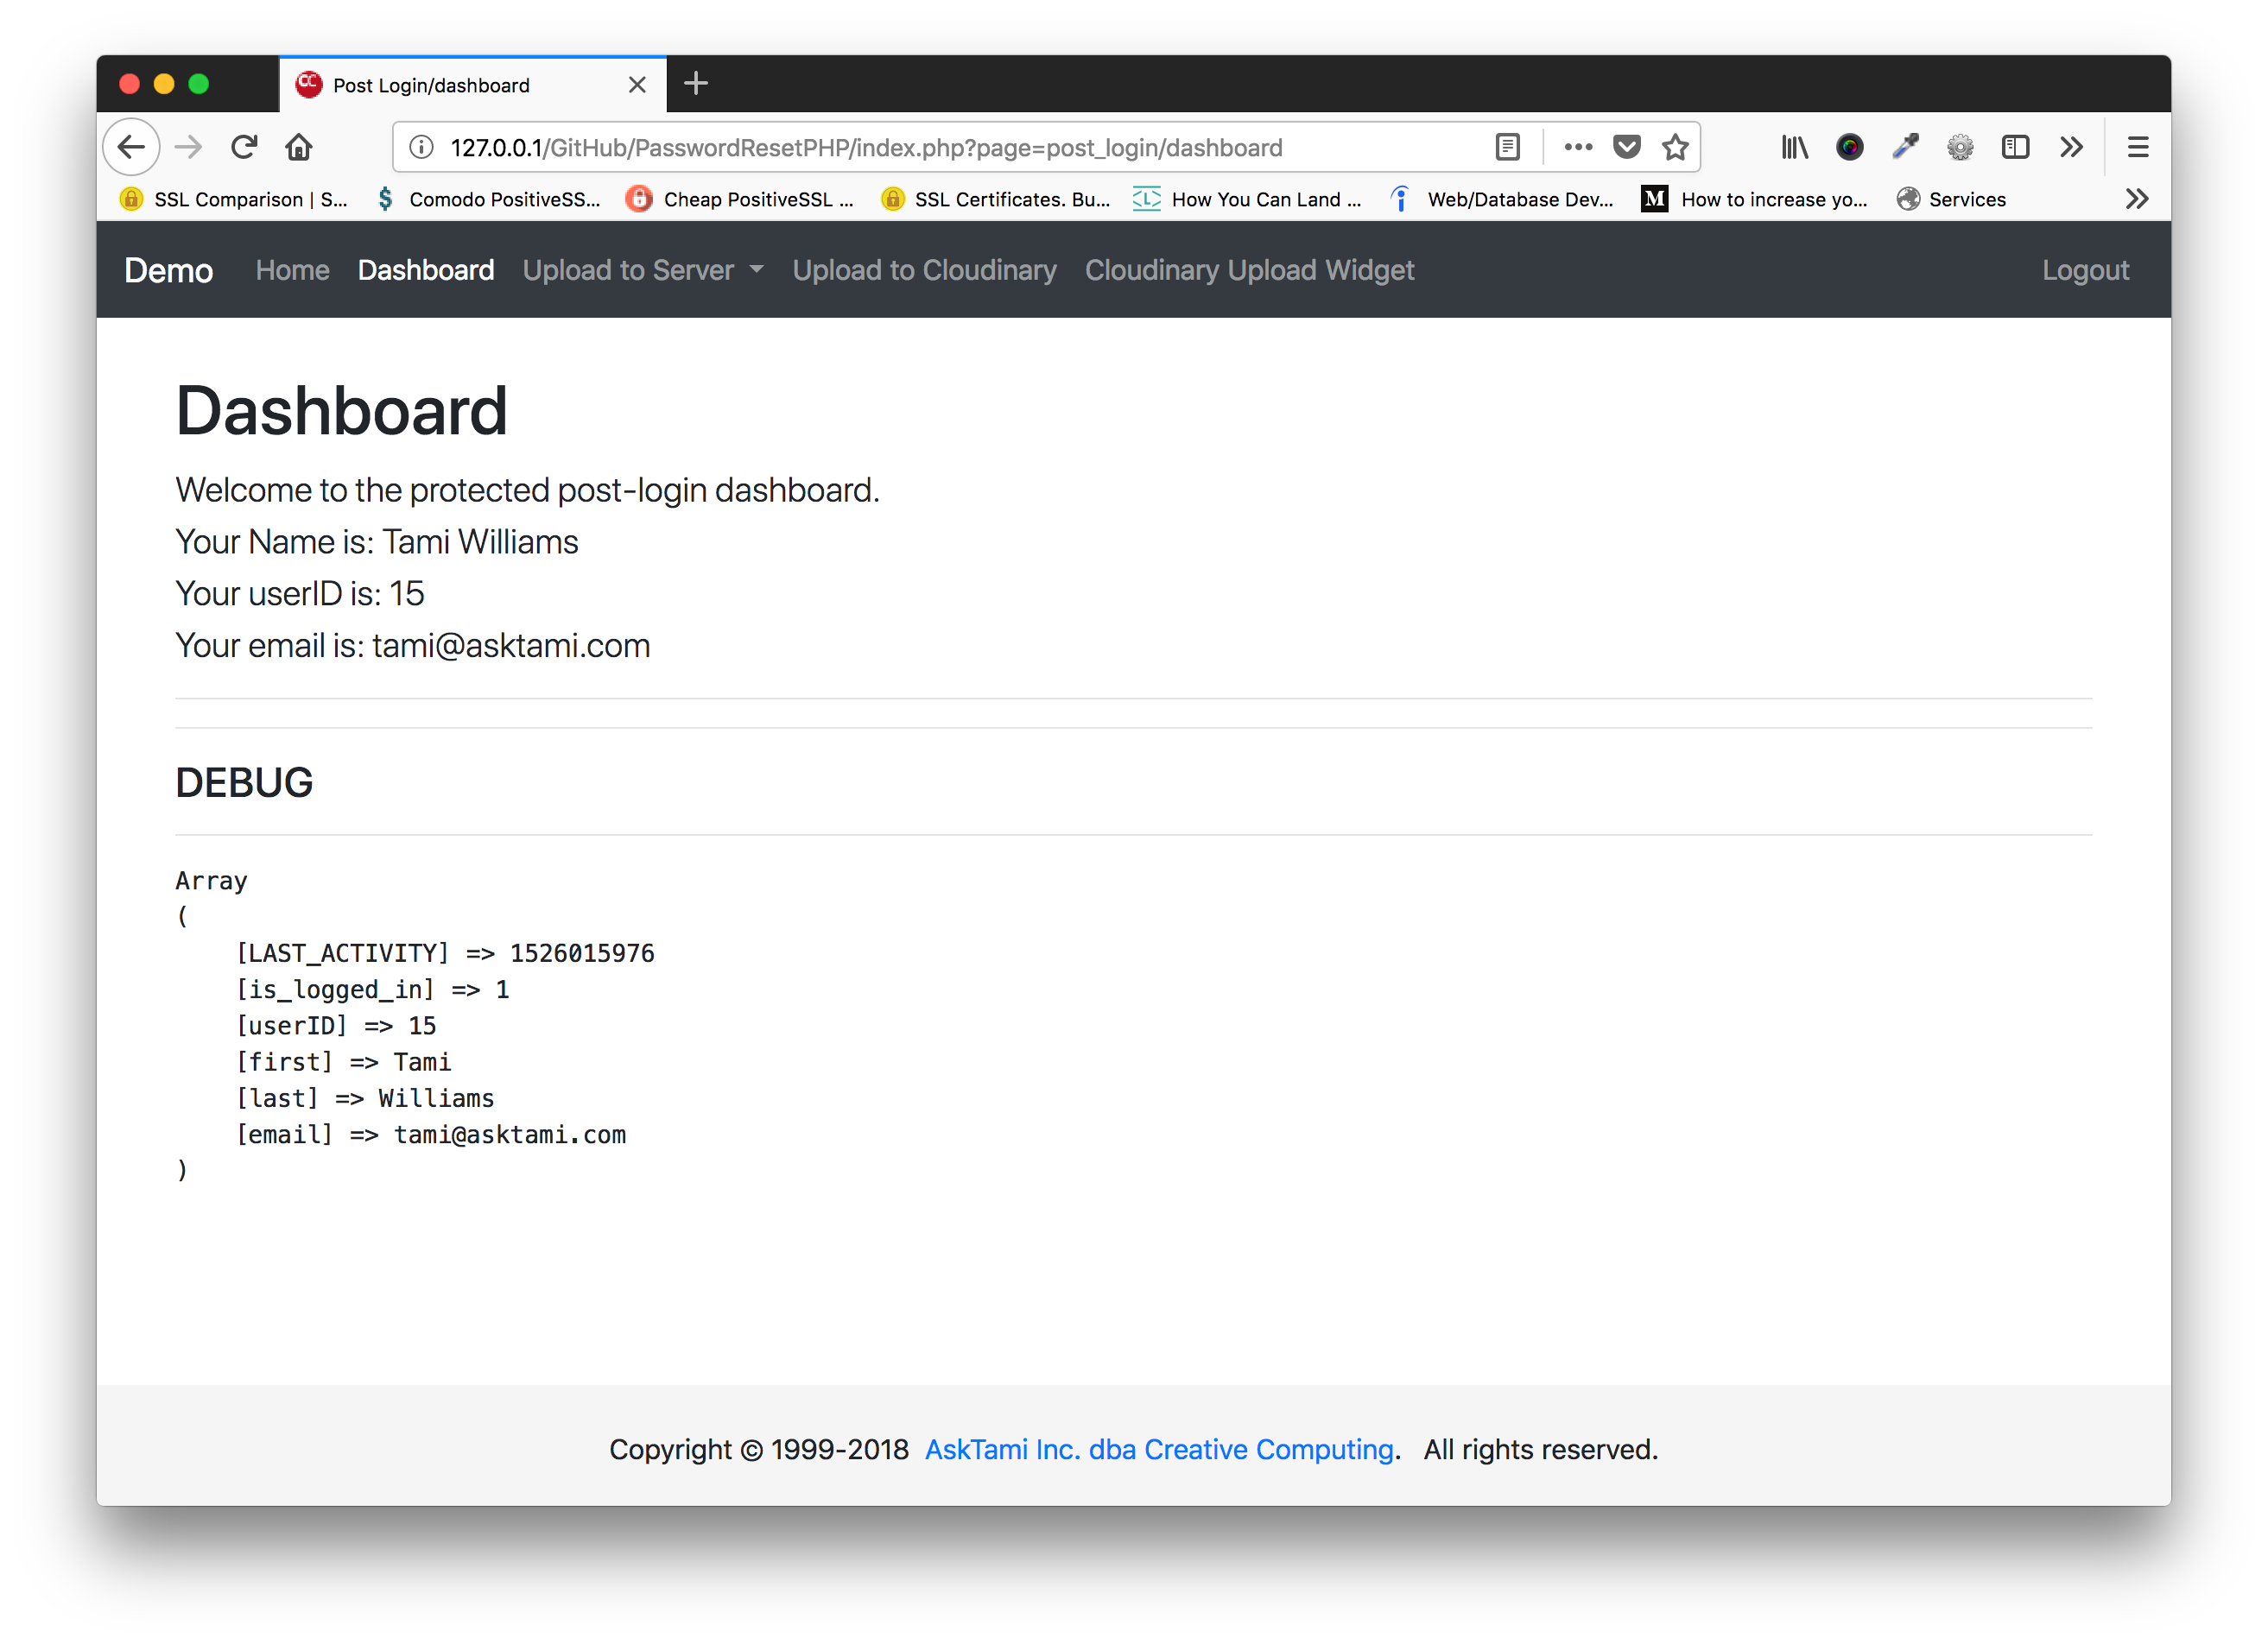 Post Login/dashboard
127.0.0.1/GitHub/PasswordResetPHP/index.php?page=post_login/dashboard
SSL Comparison | S... Comodo PositiveSS... Cheap PositiveSSL ... SSL Certificates. Bu... How You Can Land ... Web/Database Dev... M How to increase yo... Services
Demo Home Dashboard Upload to Server Upload to Cloudinary Cloudinary Upload Widget Logout
Dashboard
Welcome to the protected post-login dashboard.
Your Name is: Tami Williams
Your userID is: 15
Your email is: tami@asktami.com
DEBUG
Array
(
    [LAST_ACTIVITY] => 1526015976
    [is_logged_in] => 1
    [userID] => 15
    [first] => Tami
    [last] => Williams
    [email] => tami@asktami.com
)
Copyright © 1999-2018 AskTami Inc. dba Creative Computing. All rights reserved.